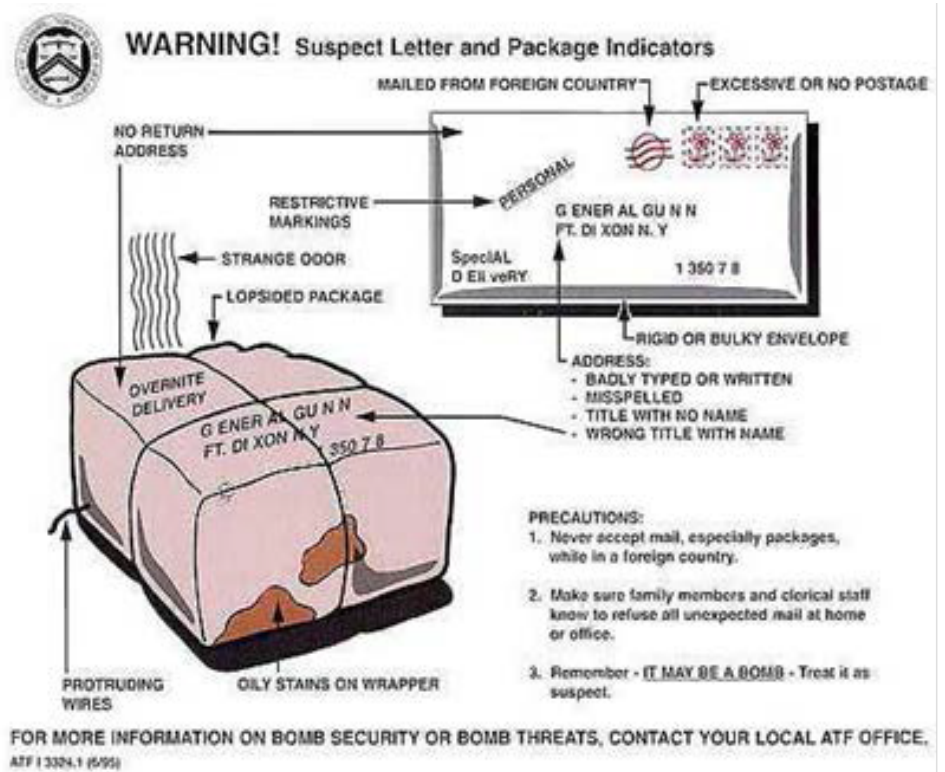 WARNING! Suspect Letter and Package Indicators
MAILED FROM FOREIGN COUNTRY
EXCESSIVE OR NO POSTAGE
NO RETURN
ADDRESS
RESTRICTIVE
MARKINGS
PERSONAL
G ENER AL GU N N
FT. DI XON N. Y
SpeciAL
D Eli veRY
1 350 7 8
STRANGE ODOR
LOPSIDED PACKAGE
RIGID OR BULKY ENVELOPE
ADDRESS:
- BADLY TYPED OR WRITTEN
- MISSPELLED
- TITLE WITH NO NAME
- WRONG TITLE WITH NAME
OVERNITE
DELIVERY
G ENER AL GU N N
FT. DI XON N Y
350 7 8
PROTRUDING
WIRES
OILY STAINS ON WRAPPER
PRECAUTIONS:
1. Never accept mail, especially packages,
while in a foreign country.
2. Make sure family members and clerical staff
know to refuse all unexpected mail at home
or office.
3. Remember - IT MAY BE A BOMB - Treat it as
suspect.
FOR MORE INFORMATION ON BOMB SECURITY OR BOMB THREATS, CONTACT YOUR LOCAL ATF OFFICE.
ATF I 3324.1 (6/95)